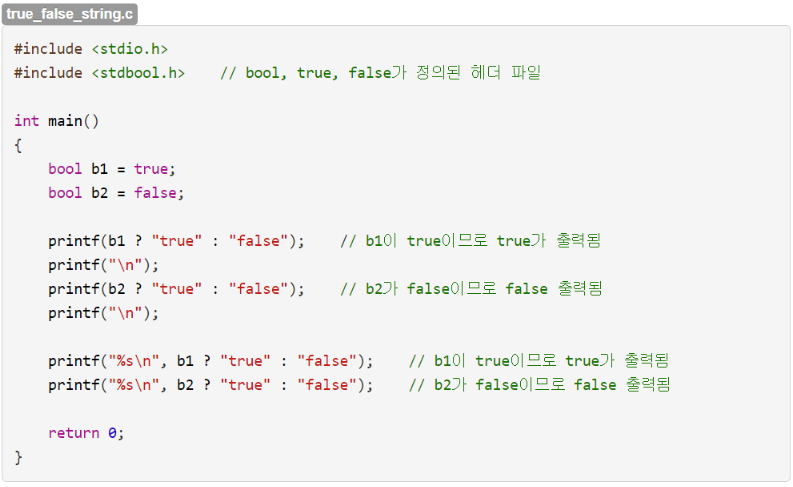 true_false_string.c
#include <stdio.h>
#include <stdbool.h>    // bool, true, false가 정의된 헤더 파일
int main()
{
    bool b1 = true;
    bool b2 = false;
    printf(b1 ? "true" : "false");    // b1이 true이므로 true가 출력됨
    printf("\n");
    printf(b2 ? "true" : "false");    // b2가 false이므로 false 출력됨
    printf("\n");
    printf("%s\n", b1 ? "true" : "false");    // b1이 true이므로 true가 출력됨
    printf("%s\n", b2 ? "true" : "false");    // b2가 false이므로 false 출력됨
    return 0;
}